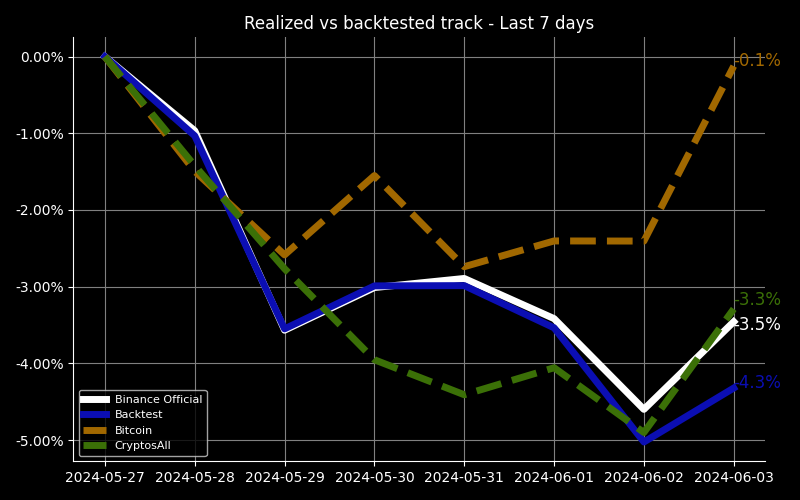 Realized vs backtested track - Last 7 days
0.00%
-1.00%
-2.00%
-3.00%
-4.00%
-5.00%
-0.1%
-3.3%
-3.5%
-4.3%
Binance Official
Backtest
Bitcoin
CryptosAll
2024-05-27 2024-05-28 2024-05-29 2024-05-30 2024-05-31 2024-06-01 2024-06-02 2024-06-03